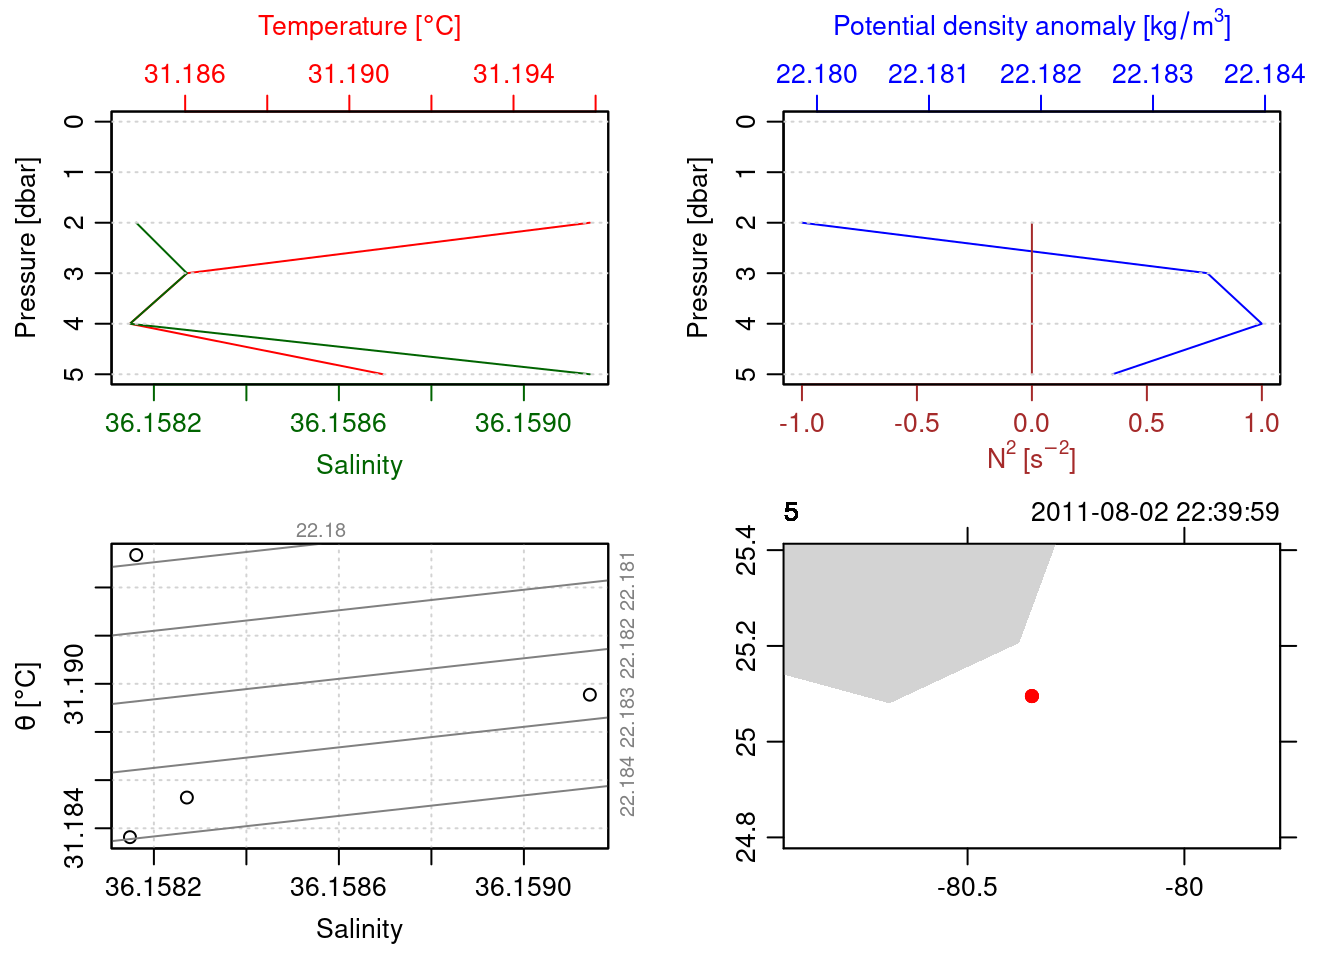 Temperature [°C]
31.186 31.190 31.194
Pressure [dbar]
0
1
2
3
4
5
36.1582 36.1586 36.1590
Salinity
Potential density anomaly [kg/m³]
22.180 22.181 22.182 22.183 22.184
Pressure [dbar]
0
1
2
3
4
5
-1.0 -0.5 0.0 0.5 1.0
N² [s⁻²]
22.18
22.181
22.182
22.183
22.184
θ [°C]
31.190
31.184
36.1582 36.1586 36.1590
Salinity
5 2011-08-02 22:39:59
25.4
25.2
25
24.8
-80.5 -80